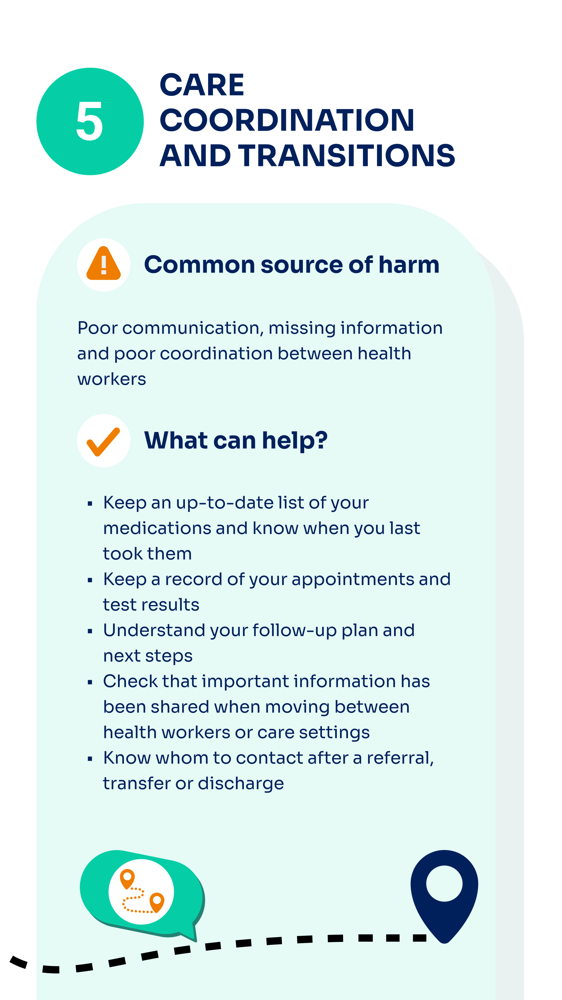 5
CARE
COORDINATION
AND TRANSITIONS
Common source of harm
Poor communication, missing information
and poor coordination between health
workers
What can help?
▪ Keep an up-to-date list of your
medications and know when you last
took them
▪ Keep a record of your appointments and
test results
▪ Understand your follow-up plan and
next steps
▪ Check that important information has
been shared when moving between
health workers or care settings
▪ Know whom to contact after a referral,
transfer or discharge